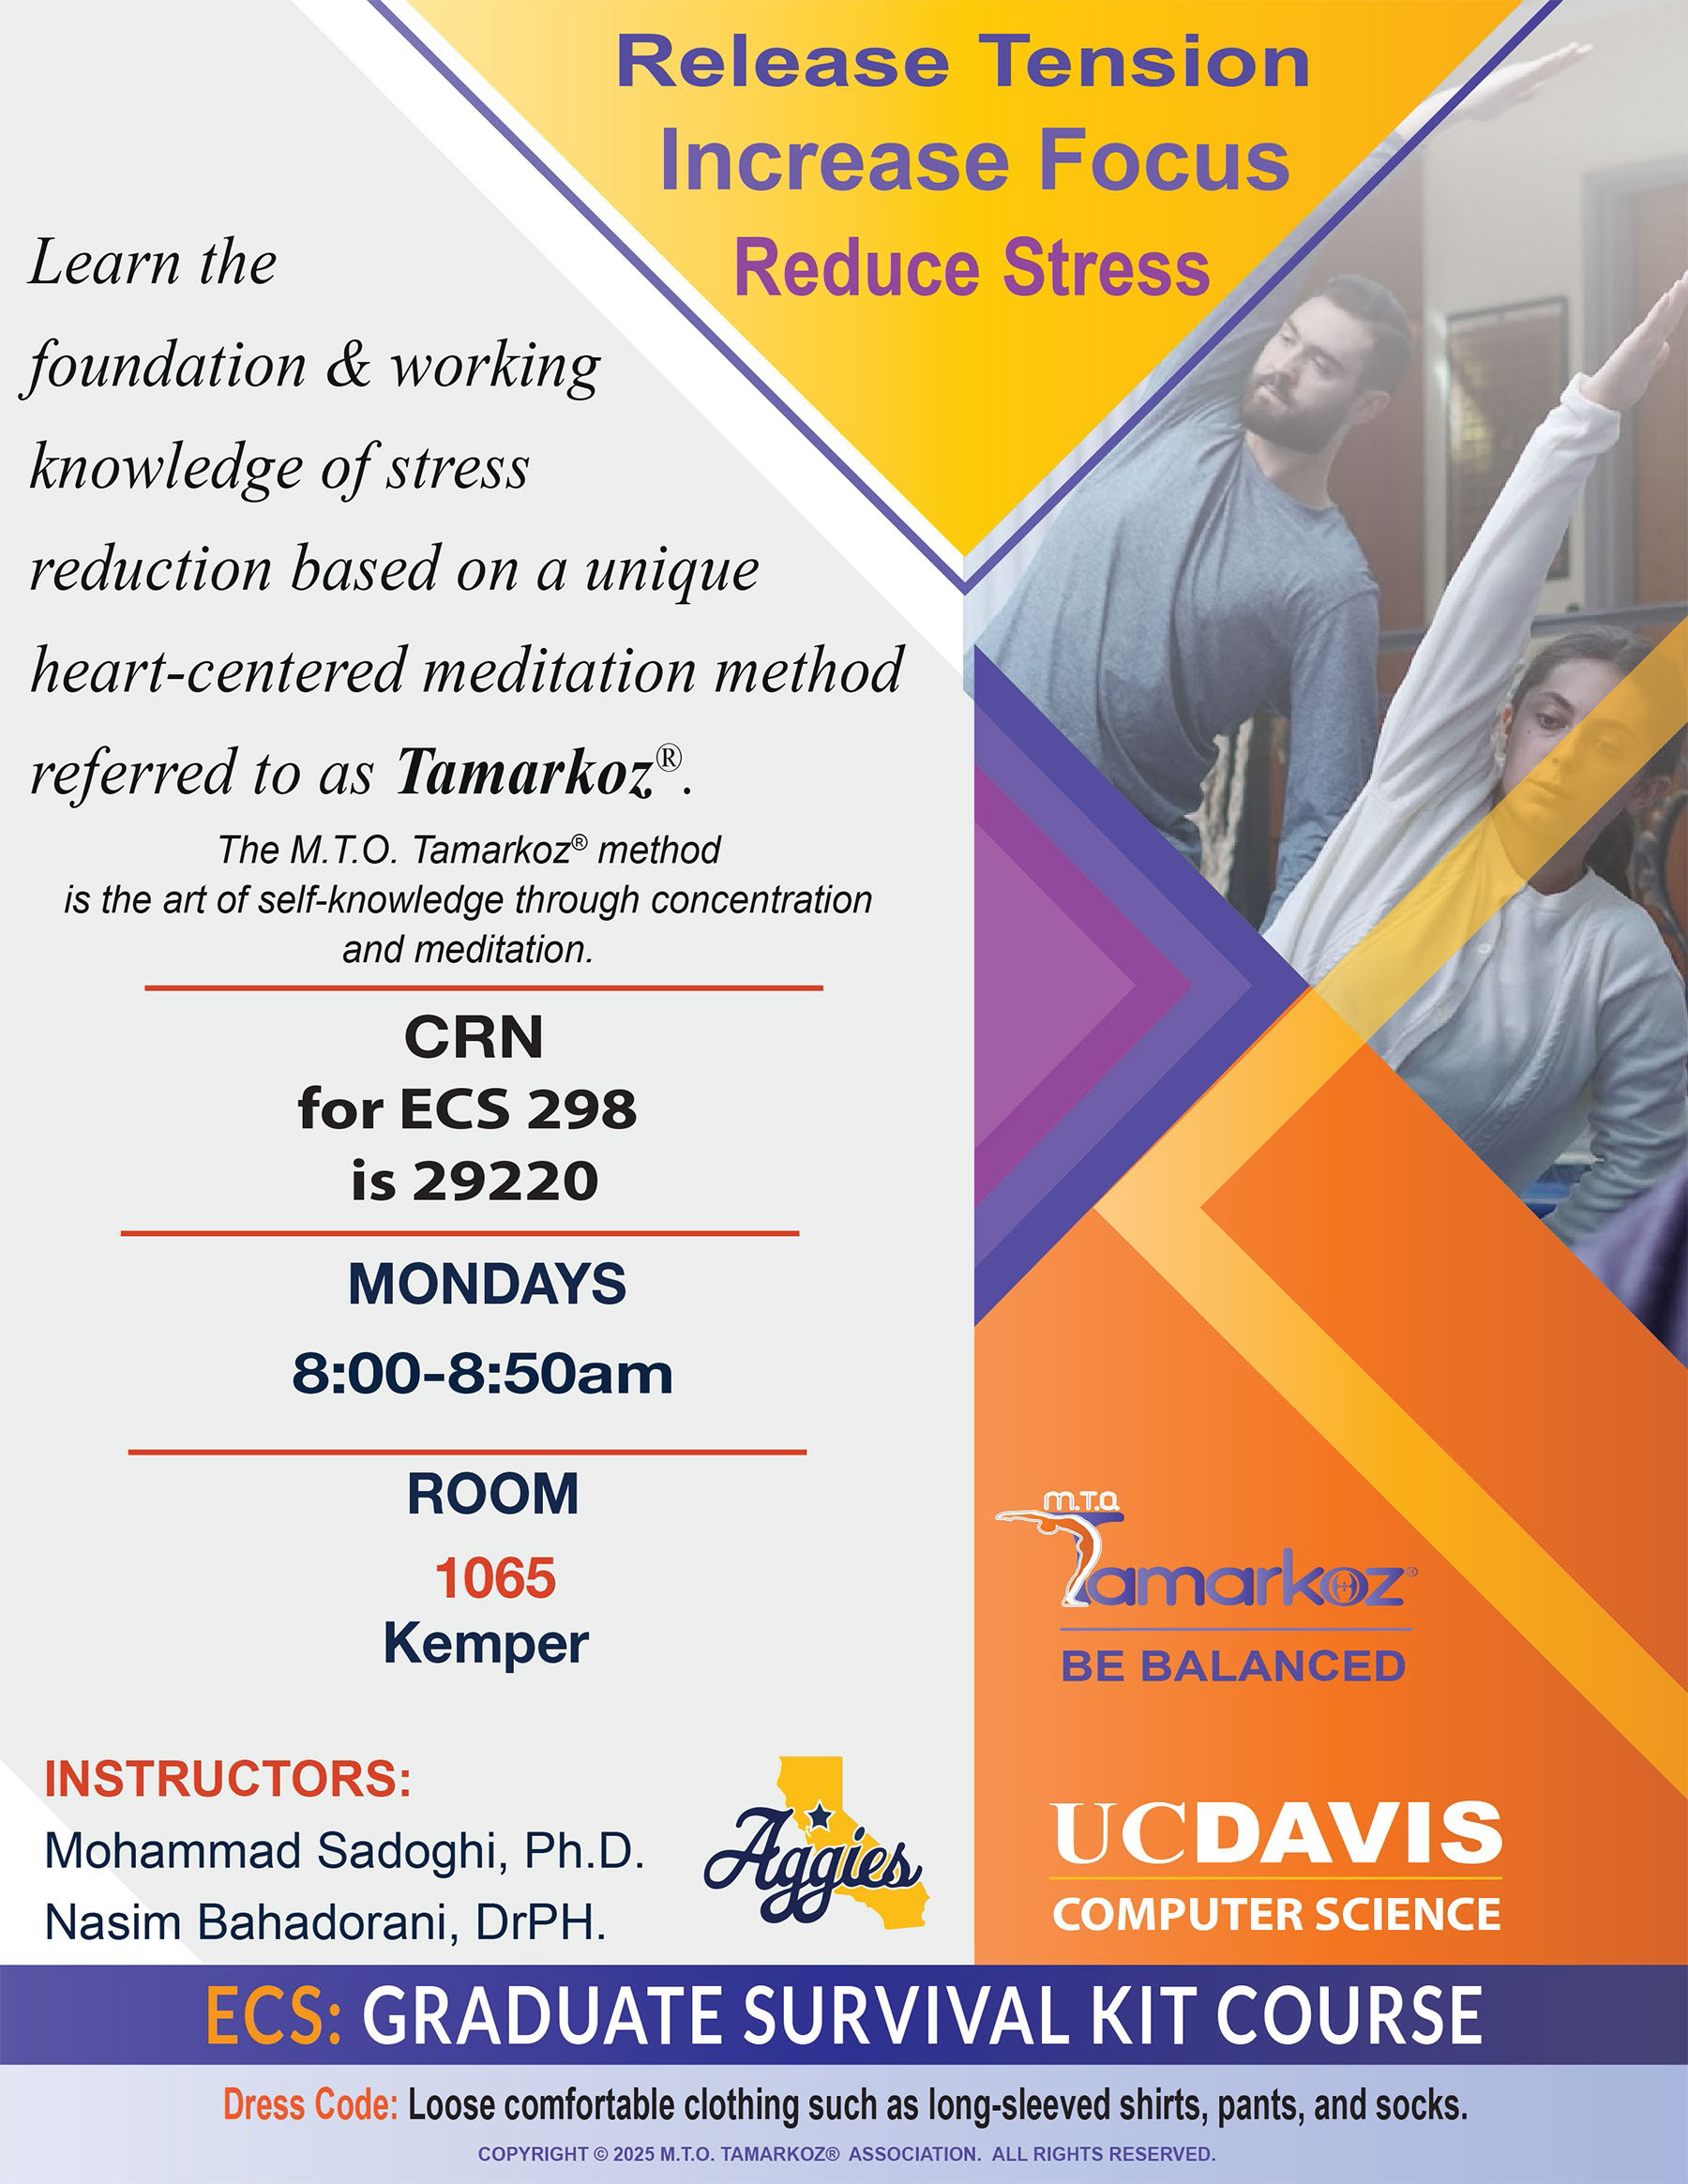 Release Tension
Increase Focus
Reduce Stress
Learn the
foundation & working
knowledge of stress
reduction based on a unique
heart-centered meditation method
referred to as Tamarkoz®.
The M.T.O. Tamarkoz® method
is the art of self-knowledge through concentration
and meditation.
CRN
for ECS 298
is 29220
MONDAYS
8:00-8:50am
ROOM
1065
Kemper
M.T.O.
Tamarkoz®
BE BALANCED
INSTRUCTORS:
Mohammad Sadoghi, Ph.D.
Nasim Bahadorani, DrPH.
Aggies
UCDAVIS
COMPUTER SCIENCE
ECS: GRADUATE SURVIVAL KIT COURSE
Dress Code: Loose comfortable clothing such as long-sleeved shirts, pants, and socks.
COPYRIGHT © 2025 M.T.O. TAMARKOZ® ASSOCIATION. ALL RIGHTS RESERVED.